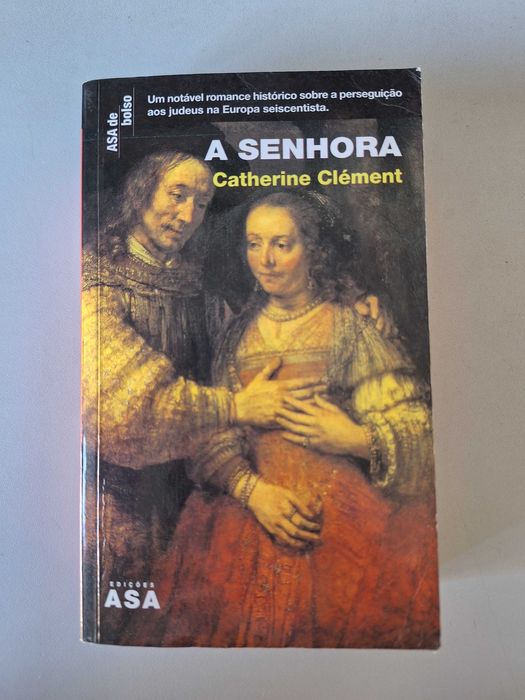 ASA de
bolso
Um notável romance histórico sobre a perseguição
aos judeus na Europa seiscentista.
A SENHORA
Catherine Clément
EDIÇÕES
ASA